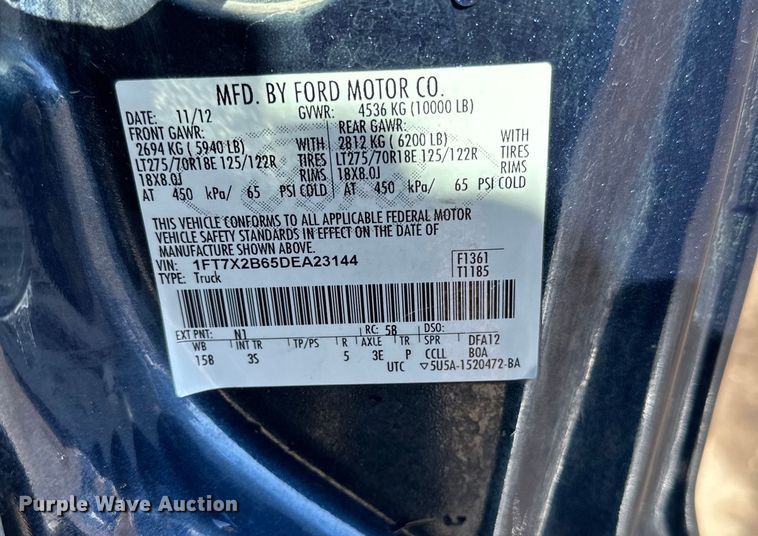 MFD. BY FORD MOTOR CO.
DATE: 11/12 GVWR: 4536 KG (10000 LB)
FRONT GAWR: REAR GAWR:
2694 KG ( 5940 LB) WITH 2812 KG ( 6200 LB) WITH
LT275/70R18E 125/122R TIRES LT275/70R18E 125/122R TIRES
18X8.0J RIMS 18X8.0J RIMS
AT 450 kPa/ 65 PSI COLD AT 450 kPa/ 65 PSI COLD
THIS VEHICLE CONFORMS TO ALL APPLICABLE FEDERAL MOTOR
VEHICLE SAFETY STANDARDS IN EFFECT ON THE DATE OF
MANUFACTURE SHOWN ABOVE.
VIN: 1FT7X2B65DEA23144 F1361
TYPE: Truck T1185
EXT PNT: N1 RC: 58 DSO:
WB INT TR TP/PS R AXLE TR SPR DFA12
158 3S 5 3E P CCLL BOA
UTC ▽5U5A-1520472-BA
Purple Wave Auction